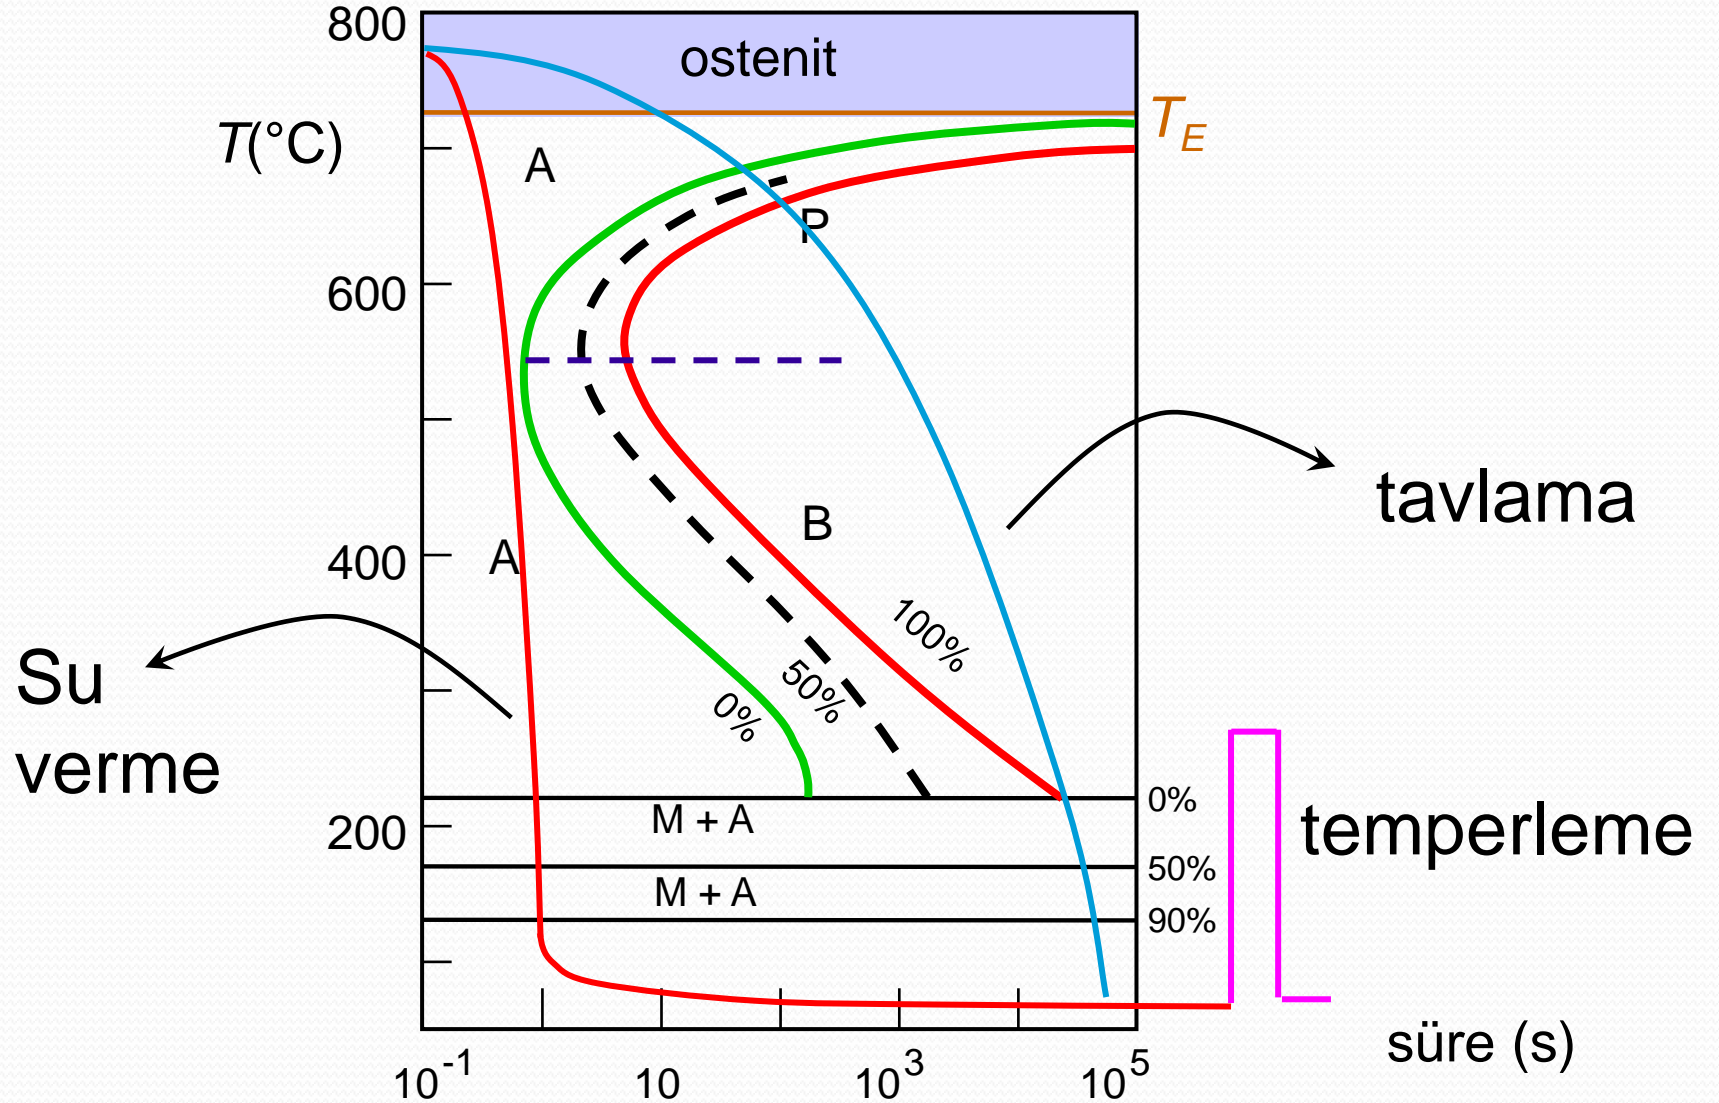 800
ostenit
T(°C)
T_E
A
P
600
tavlama
B
A
400
100%
Su
verme
50%
0%
0%
M + A
200
temperleme
50%
M + A
90%
süre (s)
10^-1
10
10^3
10^5